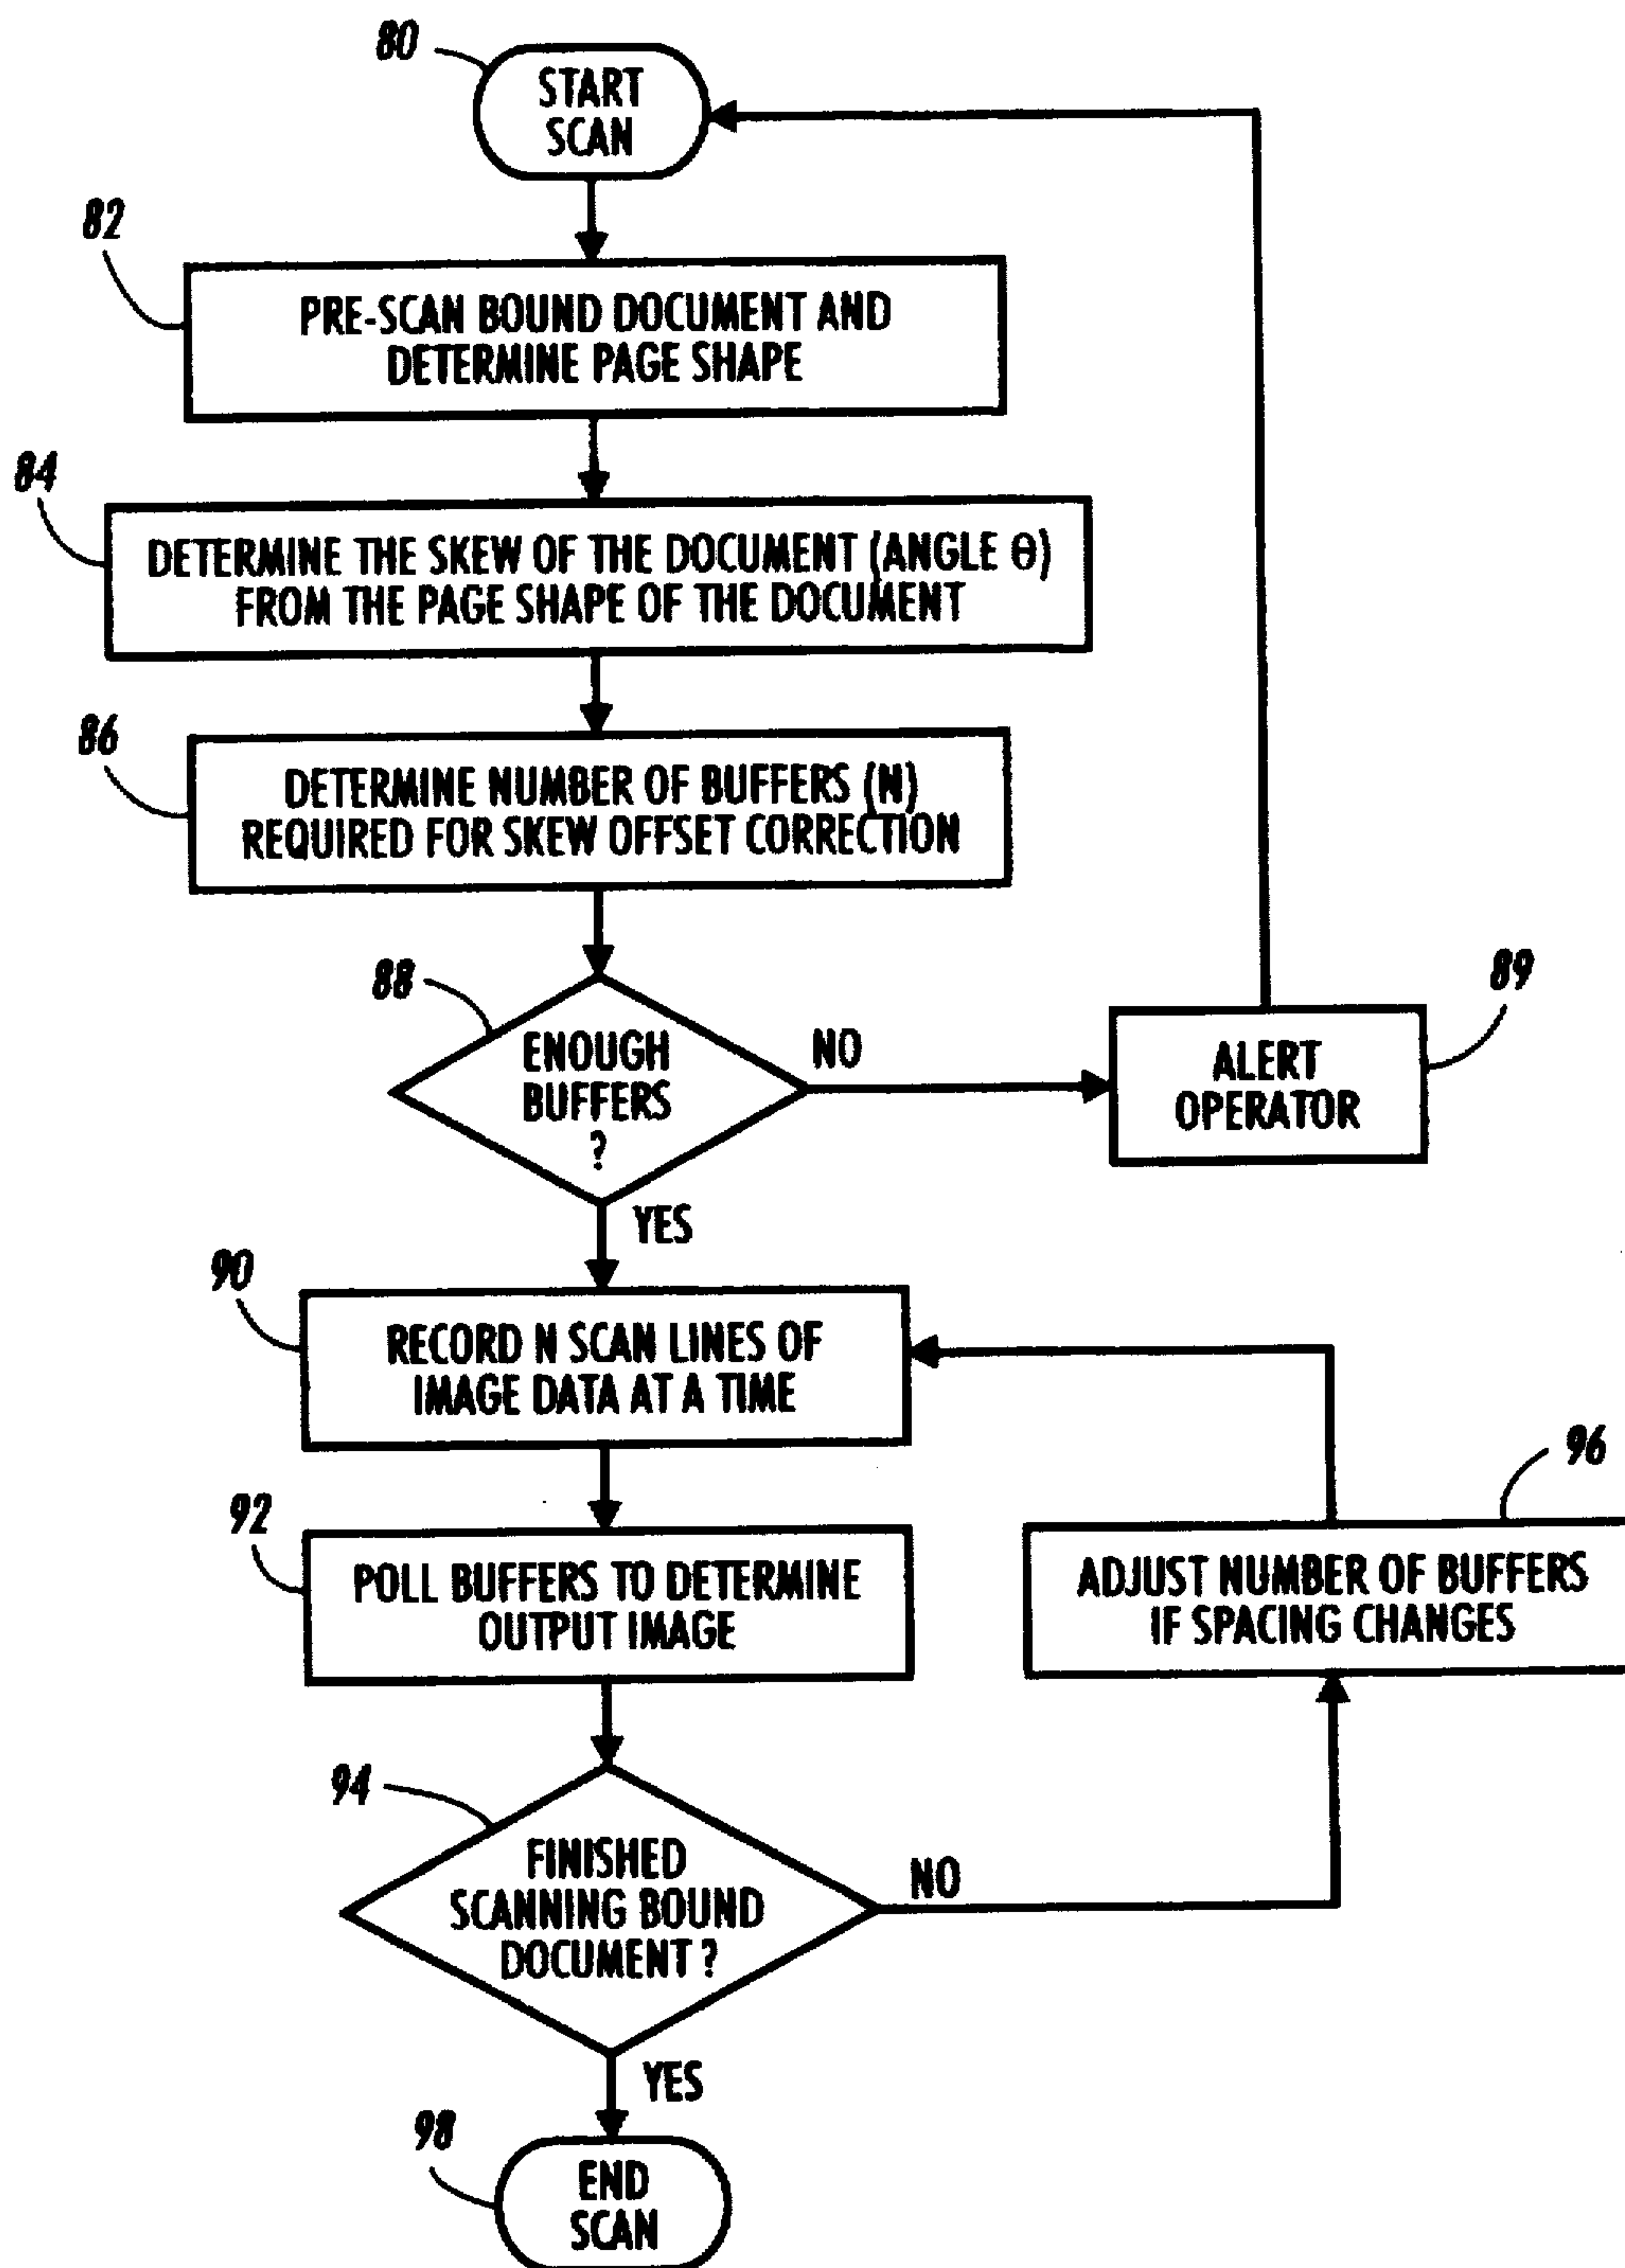 80
START
SCAN
82
PRE-SCAN BOUND DOCUMENT AND
DETERMINE PAGE SHAPE
84
DETERMINE THE SKEW OF THE DOCUMENT (ANGLE θ)
FROM THE PAGE SHAPE OF THE DOCUMENT
86
DETERMINE NUMBER OF BUFFERS (N)
REQUIRED FOR SKEW OFFSET CORRECTION
88
ENOUGH
BUFFERS
?
NO
89
ALERT
OPERATOR
YES
90
RECORD N SCAN LINES OF
IMAGE DATA AT A TIME
92
POLL BUFFERS TO DETERMINE
OUTPUT IMAGE
96
ADJUST NUMBER OF BUFFERS
IF SPACING CHANGES
94
FINISHED
SCANNING BOUND
DOCUMENT ?
NO
YES
98
END
SCAN